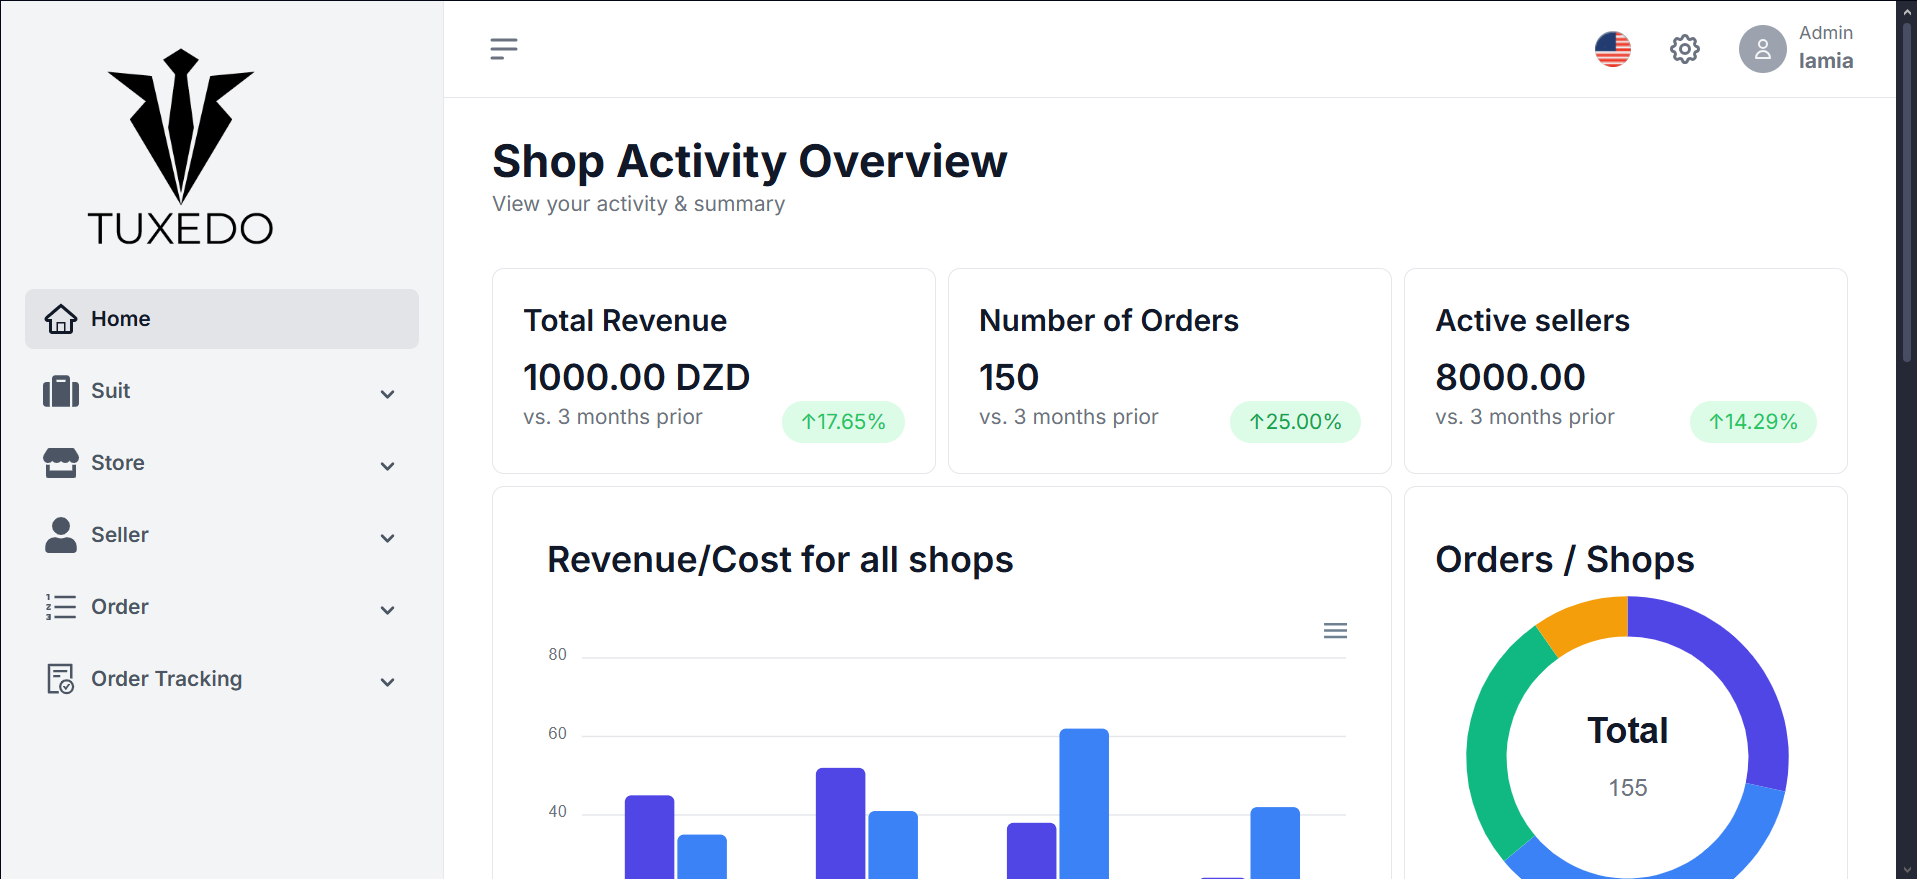 TUXEDO
Home
Suit
Store
Seller
Order
Order Tracking
Admin
lamia
Shop Activity Overview
View your activity & summary
Total Revenue
1000.00 DZD
vs. 3 months prior
↑17.65%
Number of Orders
150
vs. 3 months prior
↑25.00%
Active sellers
8000.00
vs. 3 months prior
↑14.29%
Revenue/Cost for all shops
80
60
40
Orders / Shops
Total
155